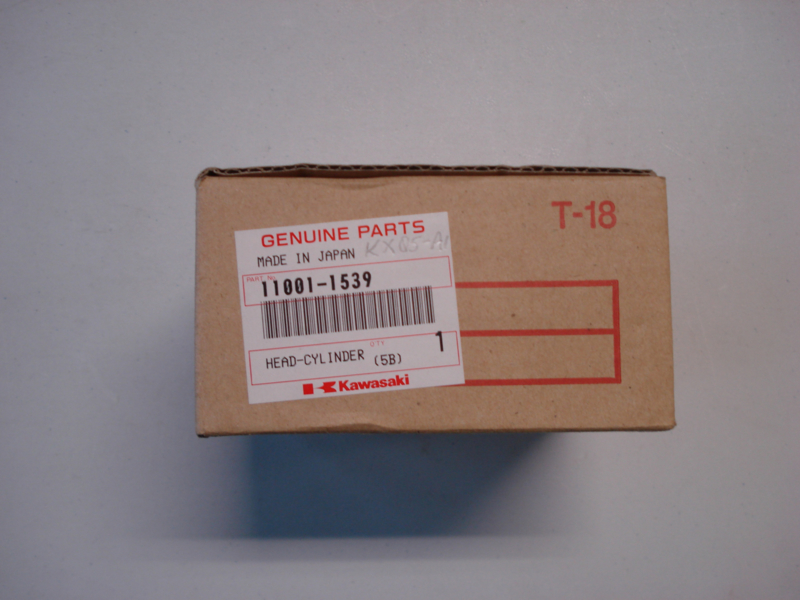 T-18
GENUINE PARTS
MADE IN JAPAN
PART No.
11001-1539
QTY
1
HEAD-CYLINDER (5B)
Kawasaki